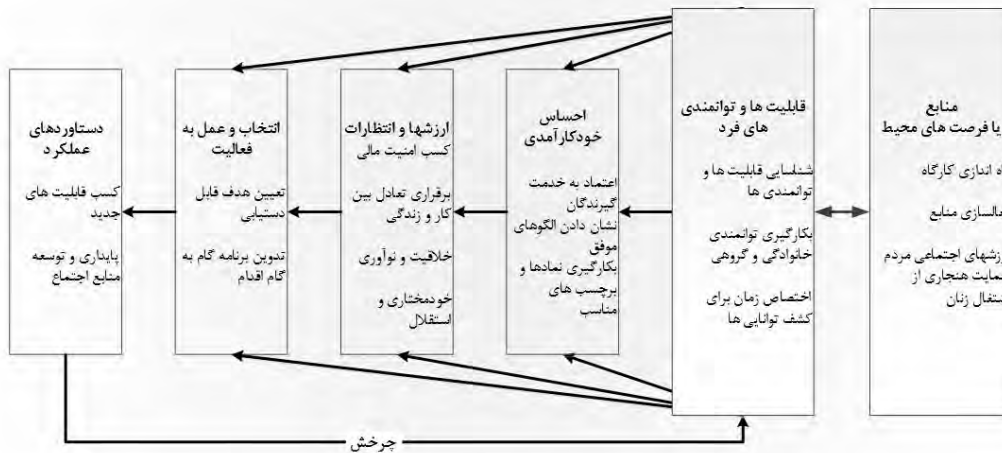 منابع
یا فرصت های محیط
اه اندازی کارگاه
عالسازی منابع
زشهای اجتماعی مردم
مایت هنجاری از
شتغال زنان
قابلیت ها و توانمندی
های فرد
شناسایی قابلیت ها و
توانمندی ها
بکارگیری توانمندی
خانوادگی و گروهی
اختصاص زمان برای
کشف توانایی ها
احساس
خودکارآمدی
اعتماد به خدمت
گیرندگان
نشان دادن الگوهای
موفق
بکارگیری نمادها و
برچسب های
مناسب
ارزشها و انتظارات
کسب امنیت مالی
برقراری تعادل بین
کار و زندگی
خلاقیت و نوآوری
خودمختاری و
استقلال
انتخاب و عمل به
فعالیت
تعیین هدف قابل
دستیابی
تدوین برنامه گام به
گام اقدام
دستاوردهای
عملکرد
کسب قابلیت های
جدید
پایداری و توسعه
منابع اجتماع
چرخش